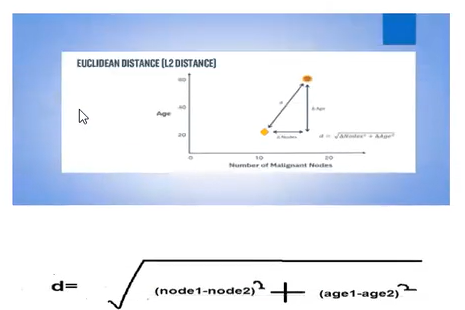 EUCLIDEAN DISTANCE (L2 DISTANCE)
60
40
20
Age
d
Δ Age
Δ Nodes
d = √ΔNodes² + ΔAge²
0
10
20
Number of Malignant Nodes
d= √(node1-node2)² + (age1-age2)²